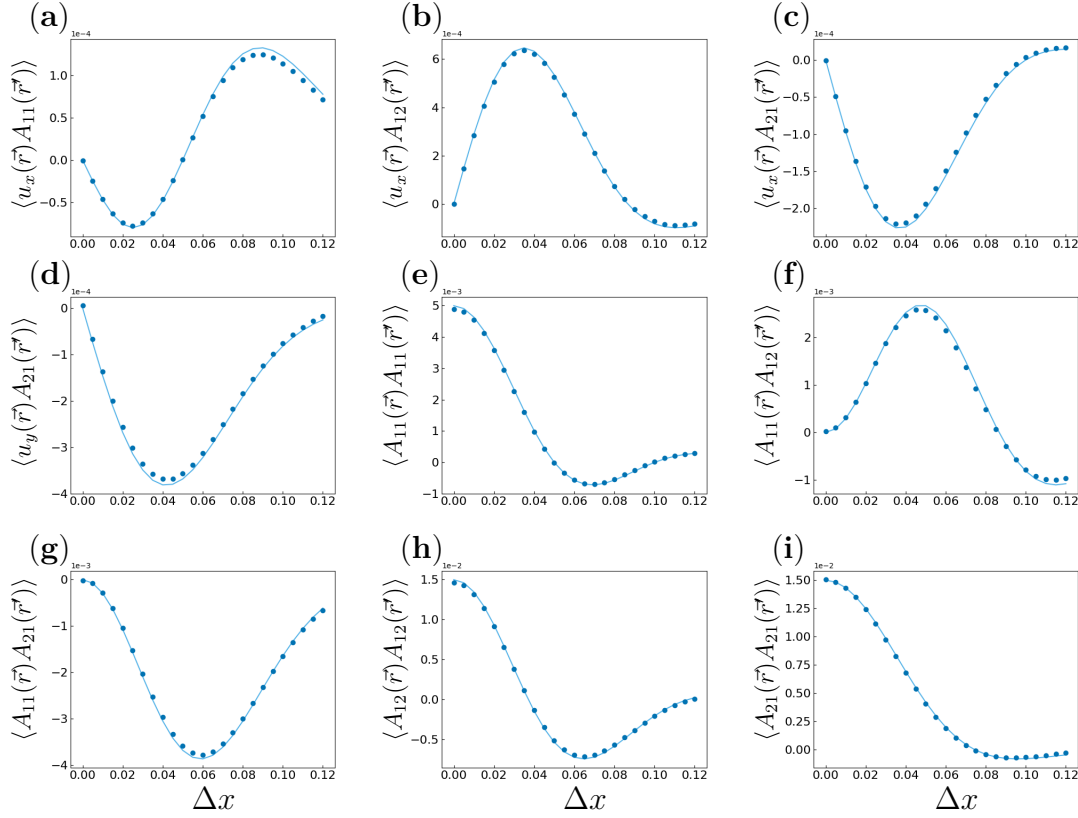 (a) (b) (c)
1e−4 1e−4 1e−4
⟨u_x(r⃗)A_11(r⃗′)⟩
1.0
0.5
0.0
−0.5
0.00 0.02 0.04 0.06 0.08 0.10 0.12
⟨u_x(r⃗)A_12(r⃗′)⟩
6
4
2
0
0.00 0.02 0.04 0.06 0.08 0.10 0.12
⟨u_x(r⃗)A_21(r⃗′)⟩
0.0
−0.5
−1.0
−1.5
−2.0
0.00 0.02 0.04 0.06 0.08 0.10 0.12
(d) (e) (f)
1e−4 1e−3 1e−3
⟨u_y(r⃗)A_21(r⃗′)⟩
0
−1
−2
−3
−4
0.00 0.02 0.04 0.06 0.08 0.10 0.12
⟨A_11(r⃗)A_11(r⃗′)⟩
5
4
3
2
1
0
−1
0.00 0.02 0.04 0.06 0.08 0.10 0.12
⟨A_11(r⃗)A_12(r⃗′)⟩
2
1
0
−1
0.00 0.02 0.04 0.06 0.08 0.10 0.12
(g) (h) (i)
1e−3 1e−2 1e−2
⟨A_11(r⃗)A_21(r⃗′)⟩
0
−1
−2
−3
−4
0.00 0.02 0.04 0.06 0.08 0.10 0.12
Δx
⟨A_12(r⃗)A_12(r⃗′)⟩
1.5
1.0
0.5
0.0
−0.5
0.00 0.02 0.04 0.06 0.08 0.10 0.12
Δx
⟨A_21(r⃗)A_21(r⃗′)⟩
1.50
1.25
1.00
0.75
0.50
0.25
0.00
0.00 0.02 0.04 0.06 0.08 0.10 0.12
Δx